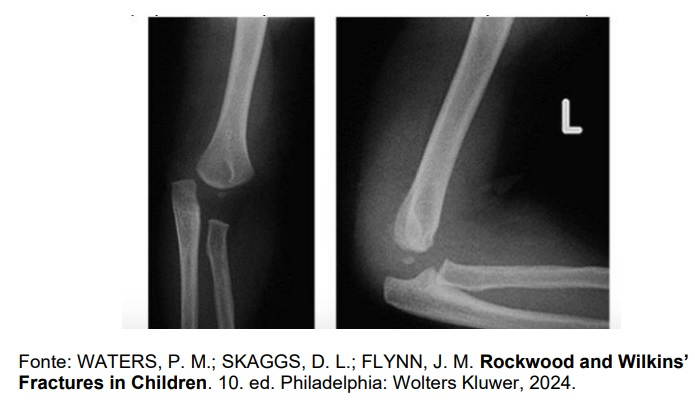 L
Fonte: WATERS, P. M.; SKAGGS, D. L.; FLYNN, J. M. Rockwood and Wilkins’
Fractures in Children. 10. ed. Philadelphia: Wolters Kluwer, 2024.